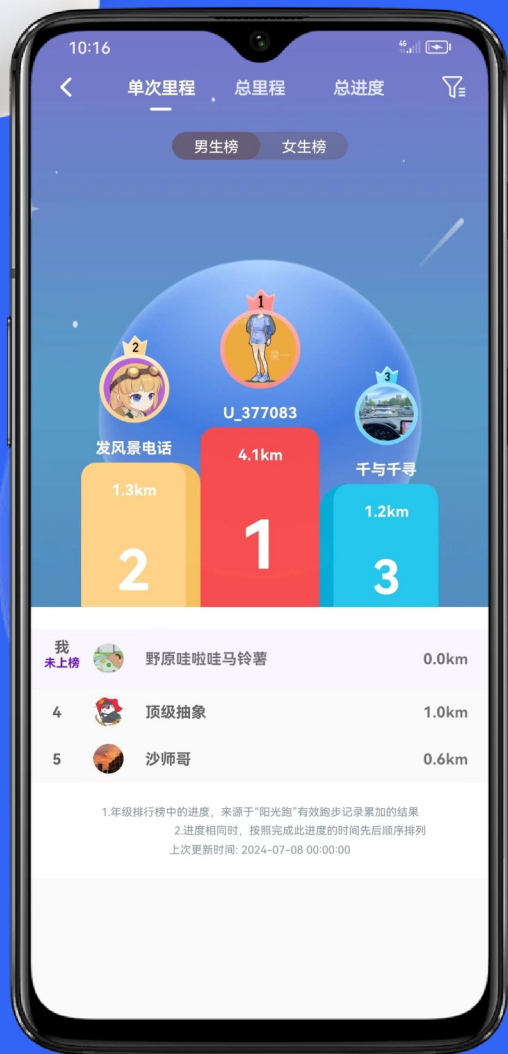 10:16
4G
单次里程
总里程
总进度
男生榜
女生榜
1
2
3
U_377083
发风景电话
4.1km
千与千寻
1.3km
1.2km
1
2
3
我
未上榜
野原哇啦哇马铃薯
0.0km
4
顶级抽象
1.0km
5
沙师哥
0.6km
1.年级排行榜中的进度，来源于“阳光跑”有效跑步记录累加的结果
2.进度相同时，按照完成此进度的时间先后顺序排列
上次更新时间: 2024-07-08 00:00:00